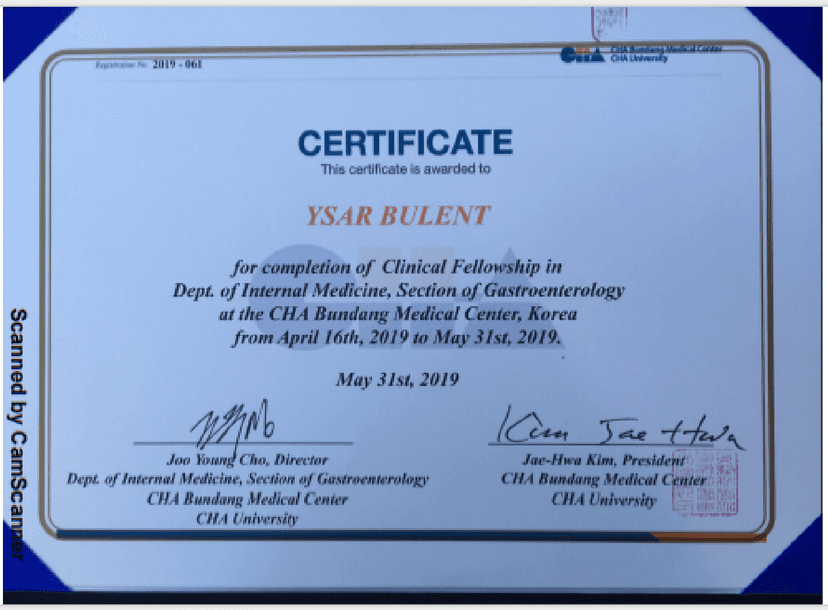 Registration No. 2019 - 061
CHA CHA Bundang Medical Center
CHA University
CERTIFICATE
This certificate is awarded to
YSAR BULENT
for completion of Clinical Fellowship in
Dept. of Internal Medicine, Section of Gastroenterology
at the CHA Bundang Medical Center, Korea
from April 16th, 2019 to May 31st, 2019.
May 31st, 2019
Kim Jae Hwa
Joo Young Cho, Director
Dept. of Internal Medicine, Section of Gastroenterology
CHA Bundang Medical Center
CHA University
Jae-Hwa Kim, President
CHA Bundang Medical Center
CHA University
Scanned by CamScanner